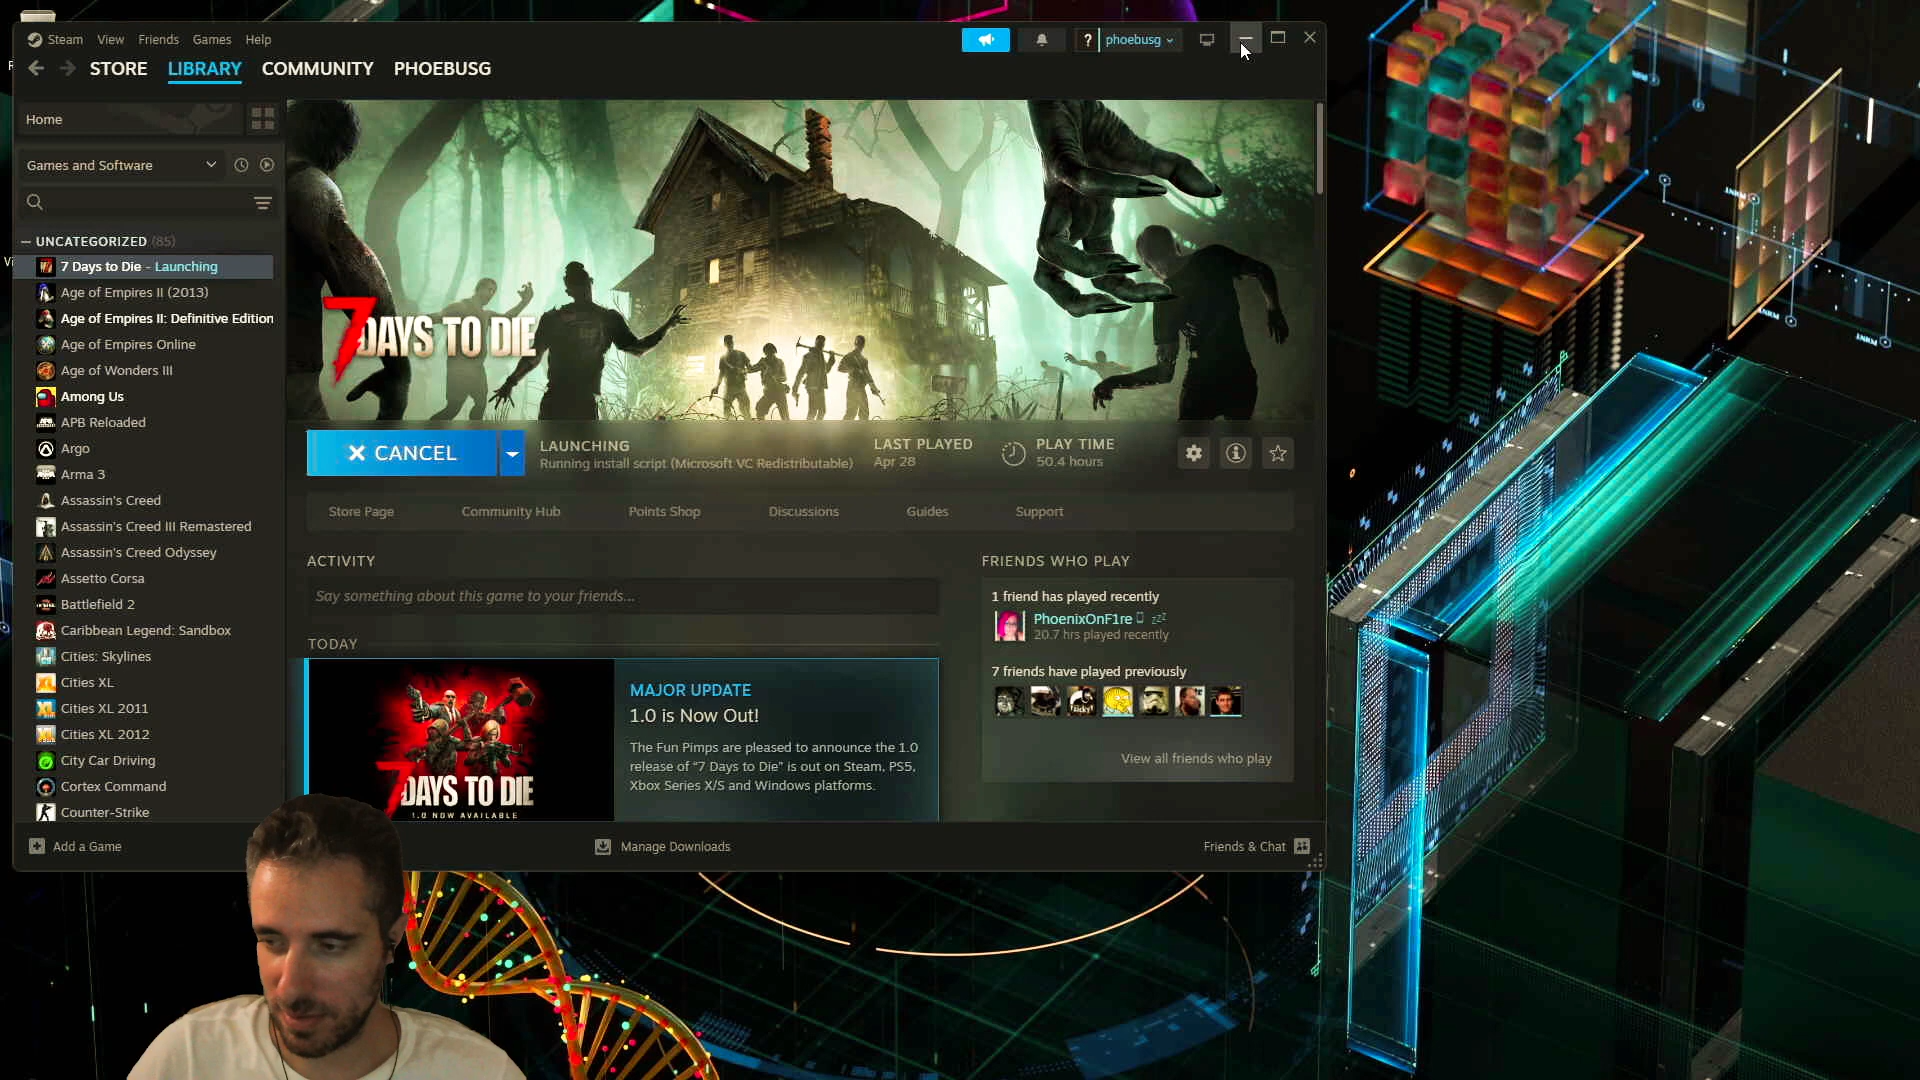 Steam View Friends Games Help
? phoebusg
STORE LIBRARY COMMUNITY PHOEBUSG
Home
Games and Software
UNCATEGORIZED (85)
7 Days to Die - Launching
Age of Empires II (2013)
Age of Empires II: Definitive Edition
Age of Empires Online
Age of Wonders III
Among Us
APB Reloaded
Argo
Arma 3
Assassin's Creed
Assassin's Creed III Remastered
Assassin's Creed Odyssey
Assetto Corsa
Battlefield 2
Caribbean Legend: Sandbox
Cities: Skylines
Cities XL
Cities XL 2011
Cities XL 2012
City Car Driving
Cortex Command
Counter-Strike
Add a Game
7 DAYS TO DIE
CANCEL
LAUNCHING
Running install script (Microsoft VC Redistributable)
LAST PLAYED
Apr 28
PLAY TIME
50.4 hours
Store Page Community Hub Points Shop Discussions Guides Support
ACTIVITY
Say something about this game to your friends...
TODAY
7 DAYS TO DIE
1.0 NOW AVAILABLE
MAJOR UPDATE
1.0 is Now Out!
The Fun Pimps are pleased to announce the 1.0
release of "7 Days to Die" is out on Steam, PS5,
Xbox Series X/S and Windows platforms.
FRIENDS WHO PLAY
1 friend has played recently
PhoenixOnF1re zzz
20.7 hrs played recently
7 friends have played previously
View all friends who play
Manage Downloads
Friends & Chat